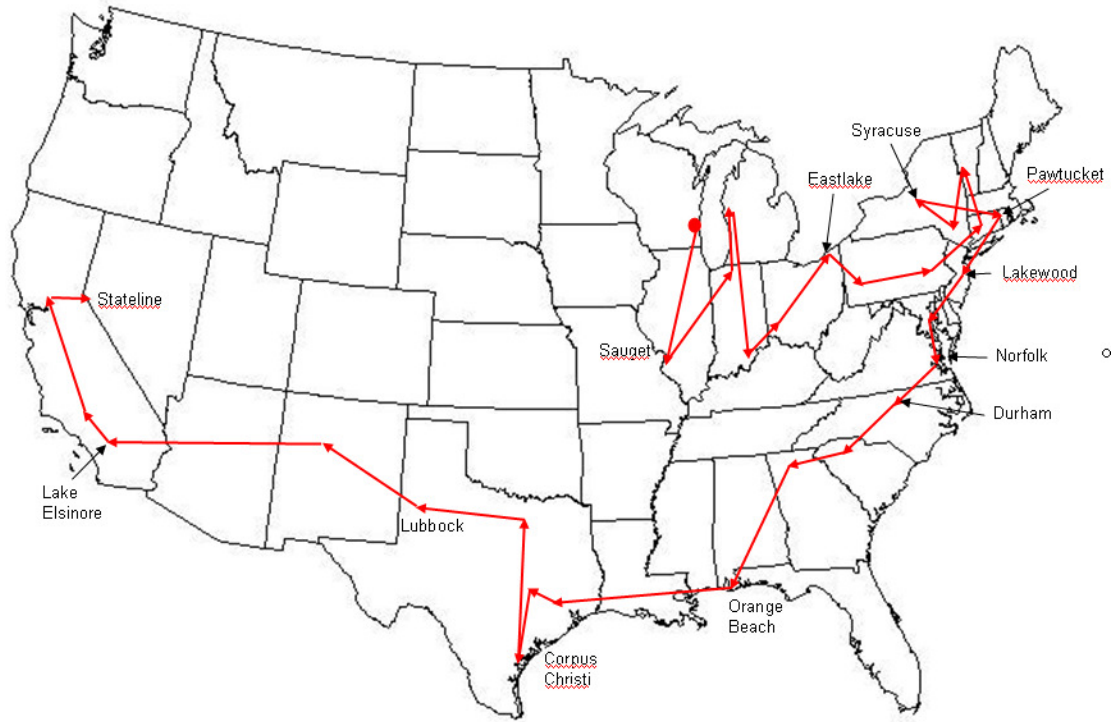 Syracuse
Eastlake
Pawtucket
Lakewood
Stateline
Sauget
Norfolk
Durham
Lake
Elsinore
Lubbock
Orange
Beach
Corpus
Christi